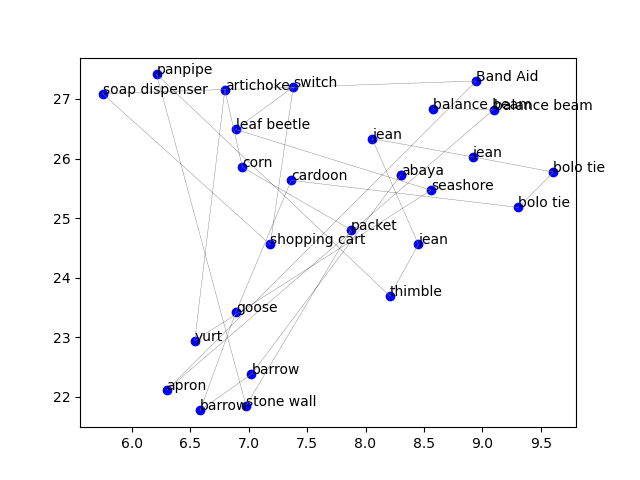 panpipe
soap dispenser
artichoke
switch
Band Aid
balance beam
balance beam
leaf beetle
jean
jean
corn
cardoon
abaya
bolo tie
seashore
bolo tie
packet
shopping cart
jean
thimble
goose
yurt
barrow
apron
barrow
stone wall
27
26
25
24
23
22
6.0 6.5 7.0 7.5 8.0 8.5 9.0 9.5